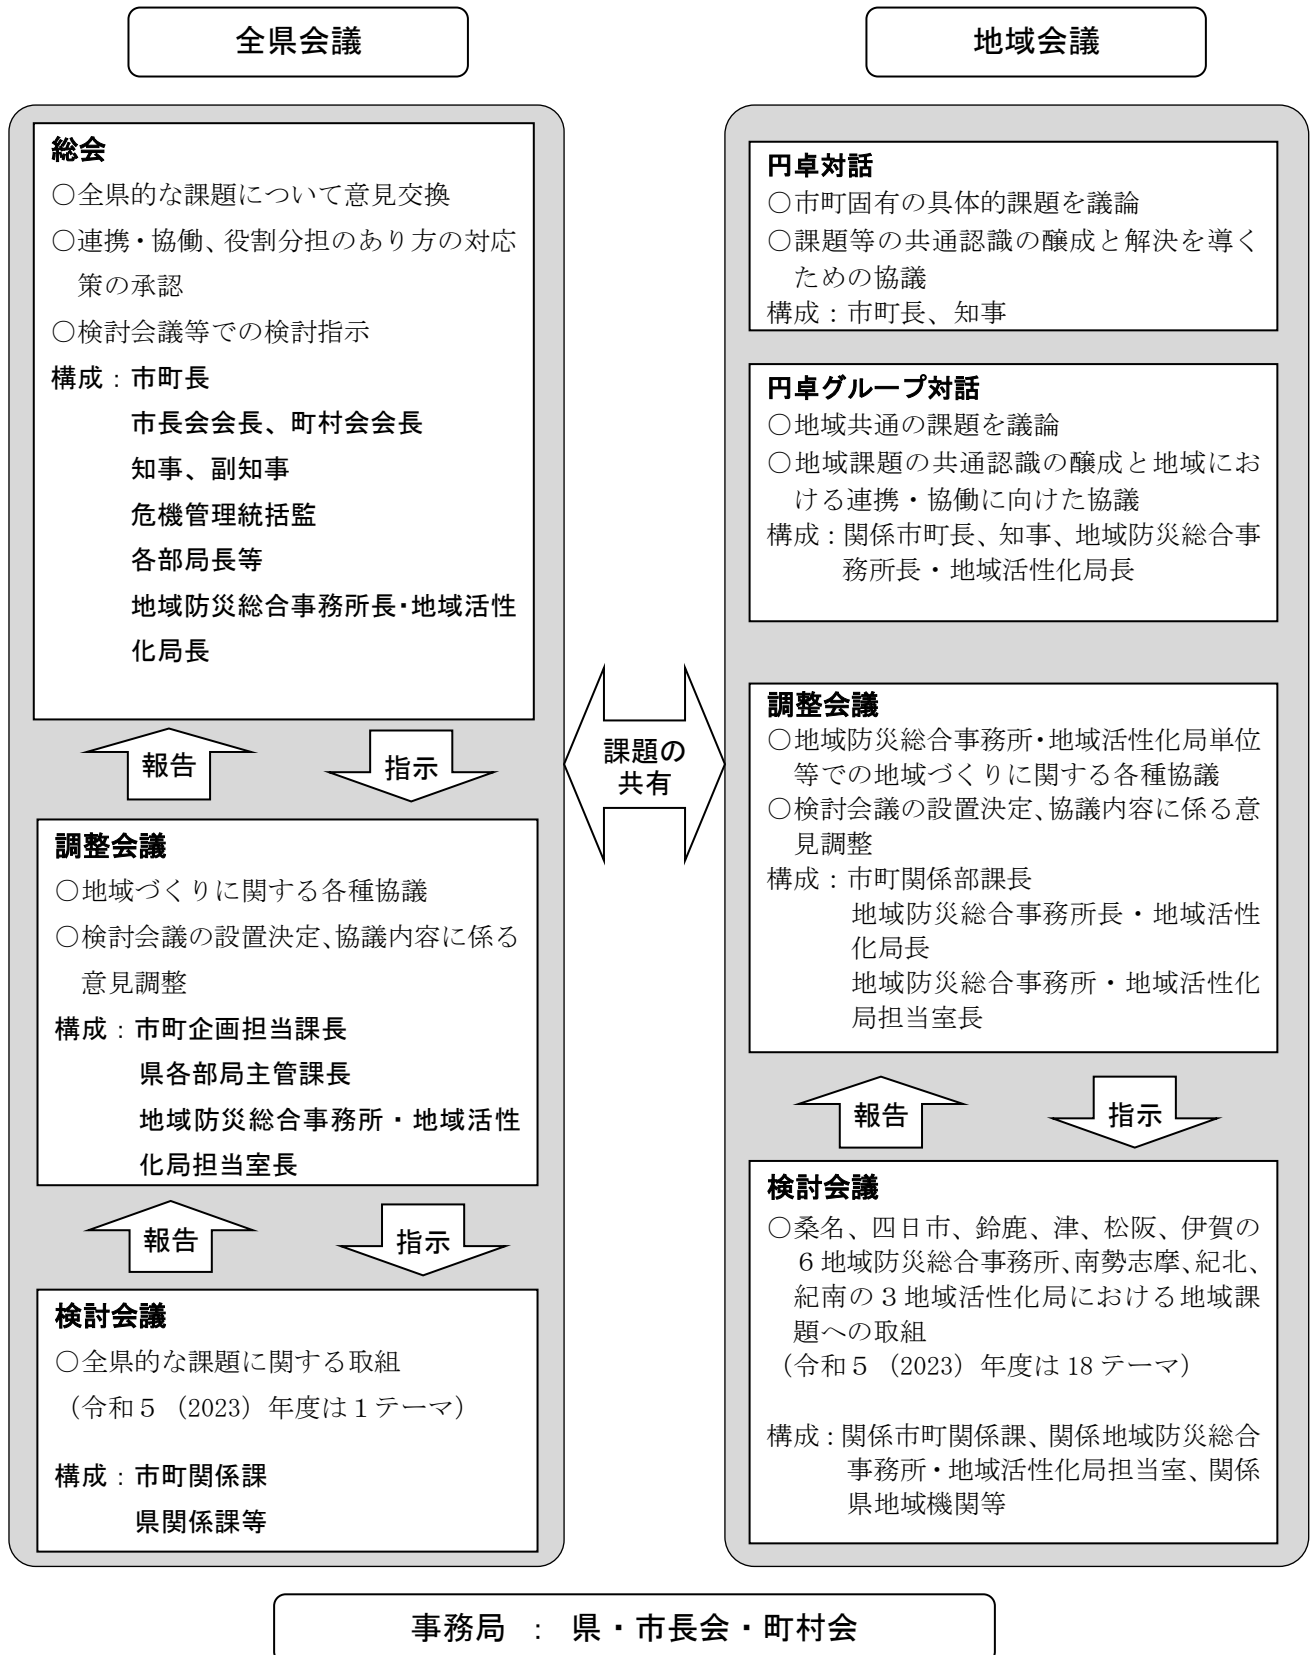 全県会議
総会
○全県的な課題について意見交換
○連携・協働、役割分担のあり方の対応
策の承認
○検討会議等での検討指示
構成：市町長
市長会会長、町村会会長
知事、副知事
危機管理統括監
各部局長等
地域防災総合事務所長・地域活性
化局長
報告
指示
調整会議
○地域づくりに関する各種協議
○検討会議の設置決定、協議内容に係る
意見調整
構成：市町企画担当課長
県各部局主管課長
地域防災総合事務所・地域活性
化局担当室長
報告
指示
検討会議
○全県的な課題に関する取組
（令和５（2023）年度は１テーマ）
構成：市町関係課
県関係課等
課題の
共有
地域会議
円卓対話
○市町固有の具体的課題を議論
○課題等の共通認識の醸成と解決を導く
ための協議
構成：市町長、知事
円卓グループ対話
○地域共通の課題を議論
○地域課題の共通認識の醸成と地域にお
ける連携・協働に向けた協議
構成：関係市町長、知事、地域防災総合事
務所長・地域活性化局長
調整会議
○地域防災総合事務所・地域活性化局単位
等での地域づくりに関する各種協議
○検討会議の設置決定、協議内容に係る意
見調整
構成：市町関係部課長
地域防災総合事務所長・地域活性
化局長
地域防災総合事務所・地域活性化
局担当室長
報告
指示
検討会議
○桑名、四日市、鈴鹿、津、松阪、伊賀の
６地域防災総合事務所、南勢志摩、紀北、
紀南の３地域活性化局における地域課
題への取組
（令和５（2023）年度は 18 テーマ）
構成：関係市町関係課、関係地域防災総合
事務所・地域活性化局担当室、関係
県地域機関等
事務局 ： 県・市長会・町村会